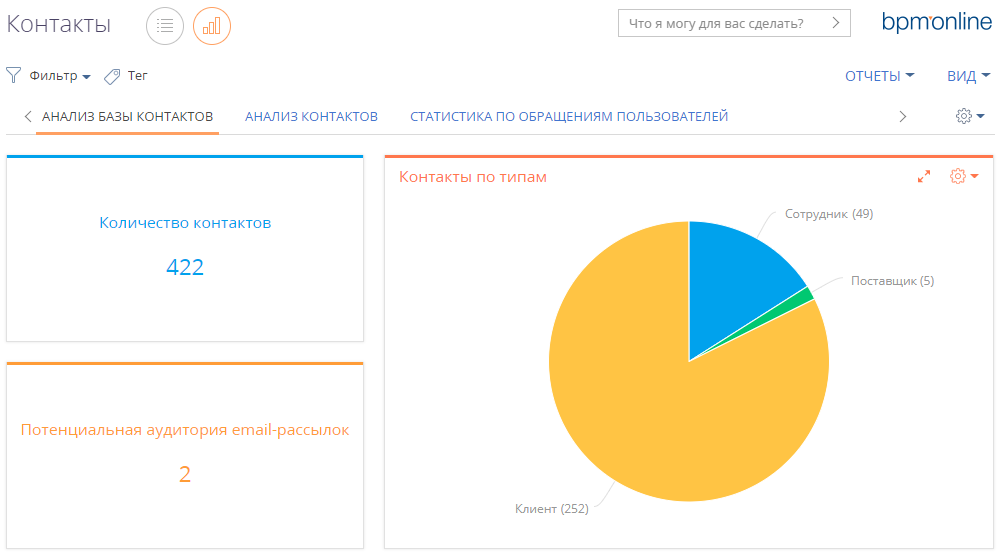 Контакты
Что я могу для вас сделать?
bpm'online
Фильтр
Тег
ОТЧЕТЫ
ВИД
АНАЛИЗ БАЗЫ КОНТАКТОВ
АНАЛИЗ КОНТАКТОВ
СТАТИСТИКА ПО ОБРАЩЕНИЯМ ПОЛЬЗОВАТЕЛЕЙ
Количество контактов
422
Потенциальная аудитория email-рассылок
2
Контакты по типам
Сотрудник (49)
Поставщик (5)
Клиент (252)